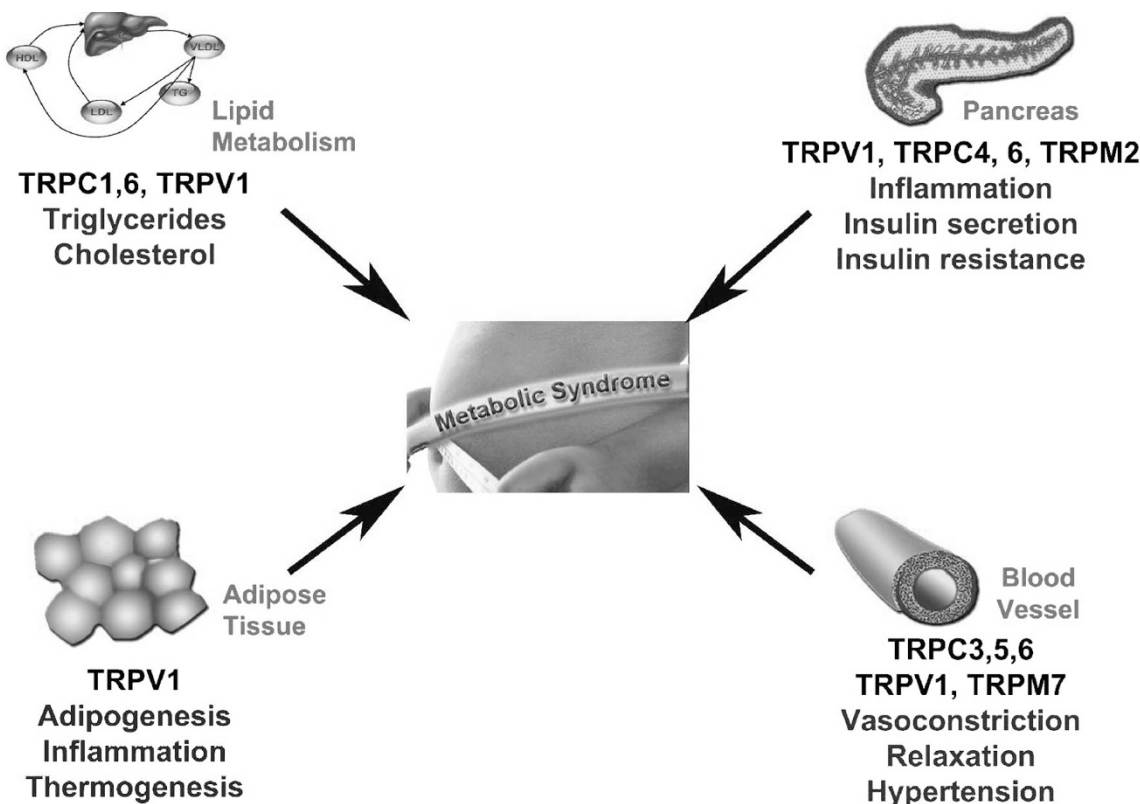 HDL
VLDL
TG
LDL
Lipid
Metabolism
TRPC1,6, TRPV1
Triglycerides
Cholesterol
Pancreas
TRPV1, TRPC4, 6, TRPM2
Inflammation
Insulin secretion
Insulin resistance
Metabolic Syndrome
Adipose
Tissue
TRPV1
Adipogenesis
Inflammation
Thermogenesis
Blood
Vessel
TRPC3,5,6
TRPV1, TRPM7
Vasoconstriction
Relaxation
Hypertension